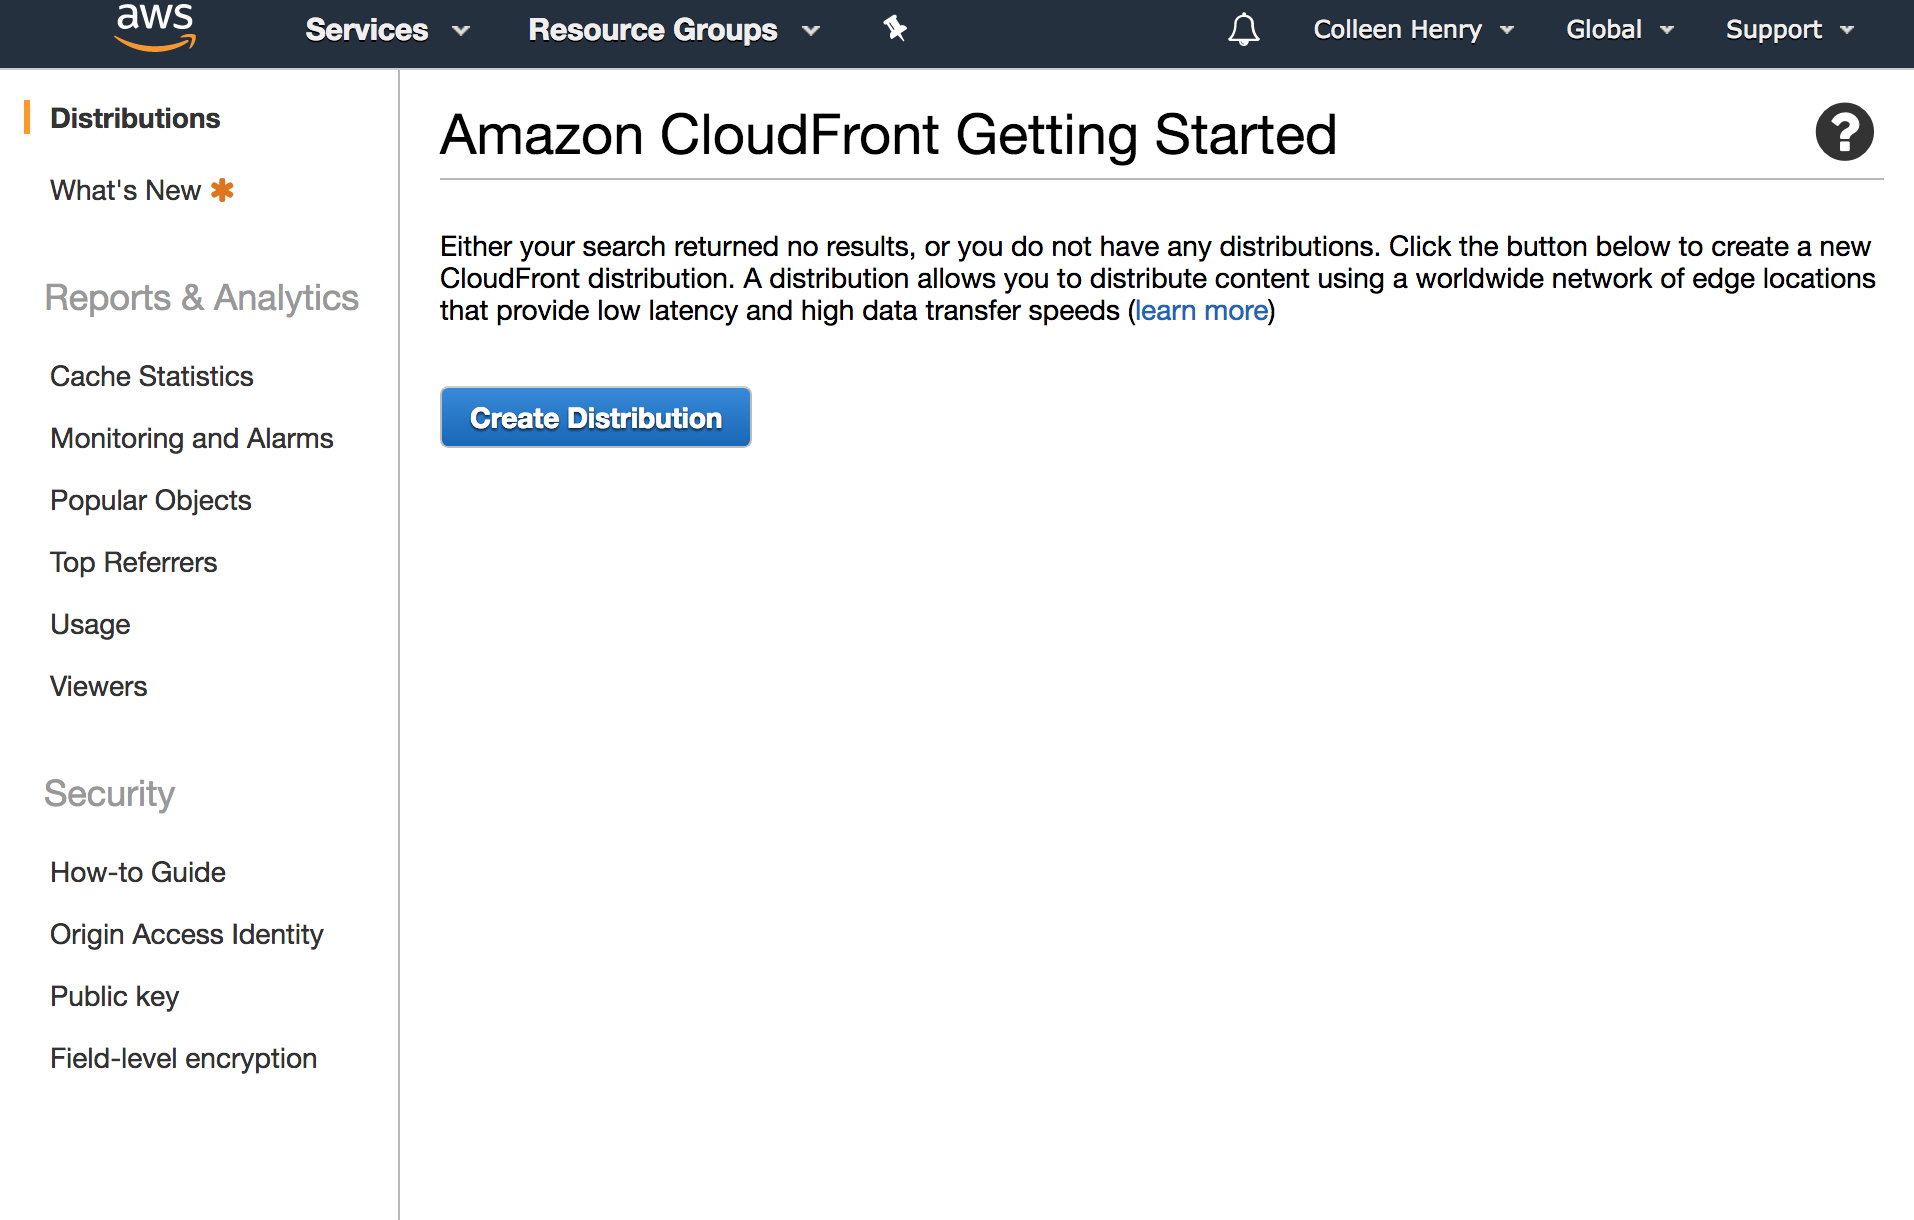 aws
Services
Resource Groups
Colleen Henry
Global
Support
Distributions
What's New
Reports & Analytics
Cache Statistics
Monitoring and Alarms
Popular Objects
Top Referrers
Usage
Viewers
Security
How-to Guide
Origin Access Identity
Public key
Field-level encryption
Amazon CloudFront Getting Started
?
Either your search returned no results, or you do not have any distributions. Click the button below to create a new
CloudFront distribution. A distribution allows you to distribute content using a worldwide network of edge locations
that provide low latency and high data transfer speeds (learn more)
Create Distribution